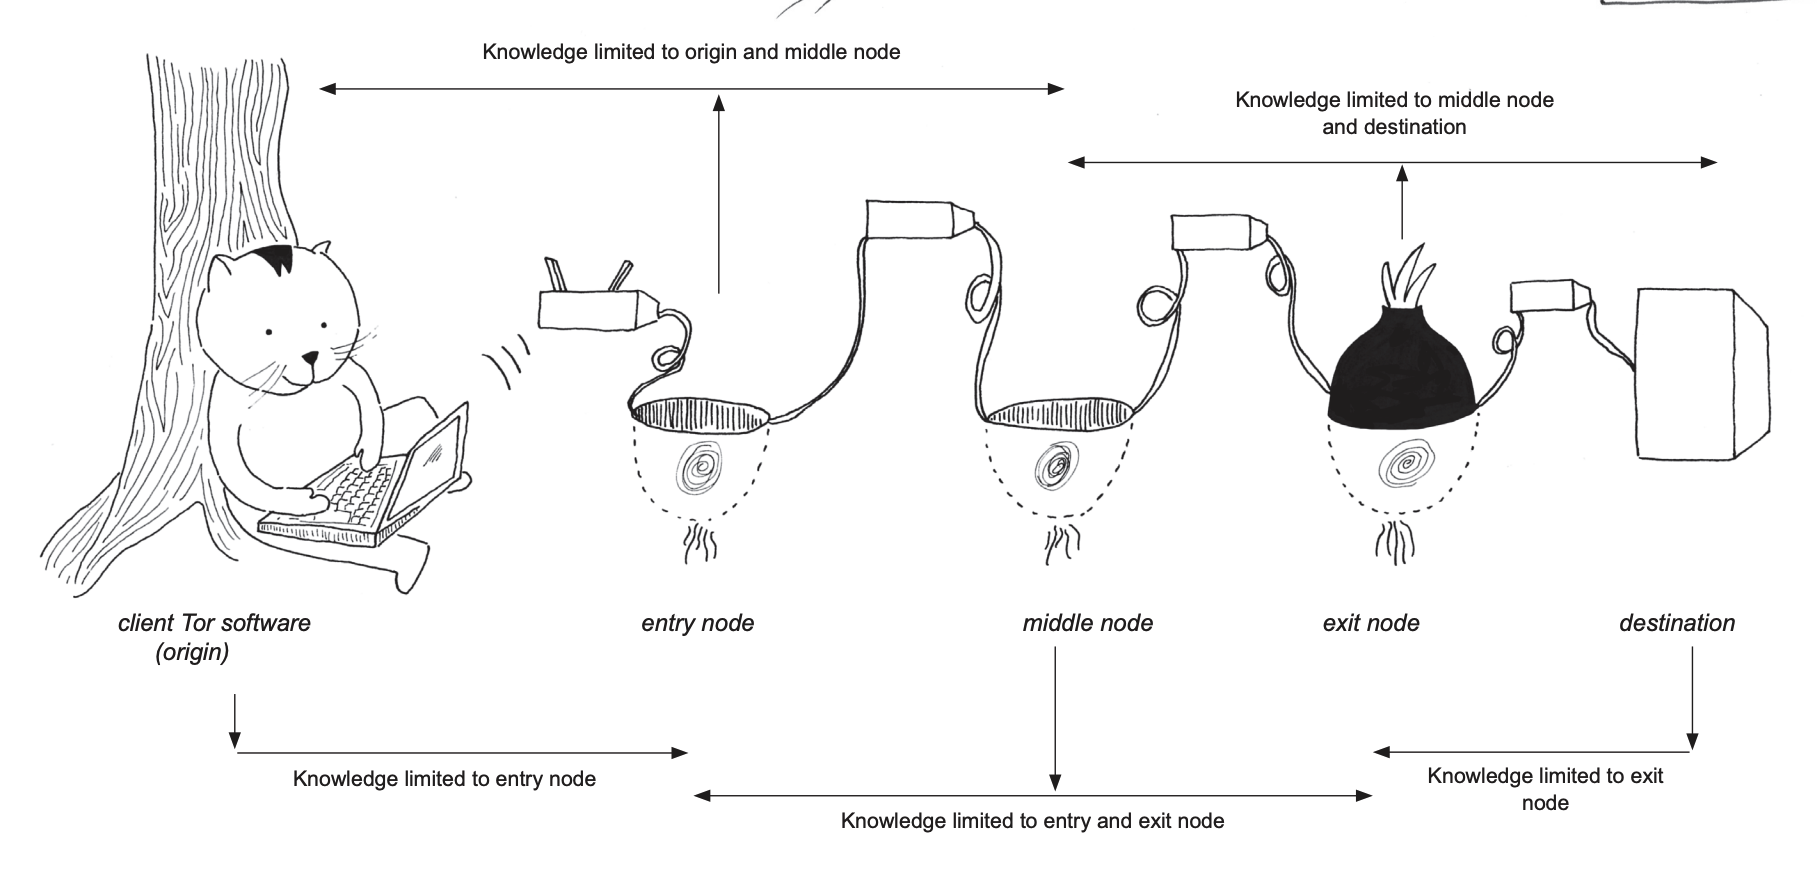 Knowledge limited to origin and middle node
Knowledge limited to middle node
and destination
client Tor software
(origin)
entry node
middle node
exit node
destination
Knowledge limited to entry node
Knowledge limited to exit
node
Knowledge limited to entry and exit node